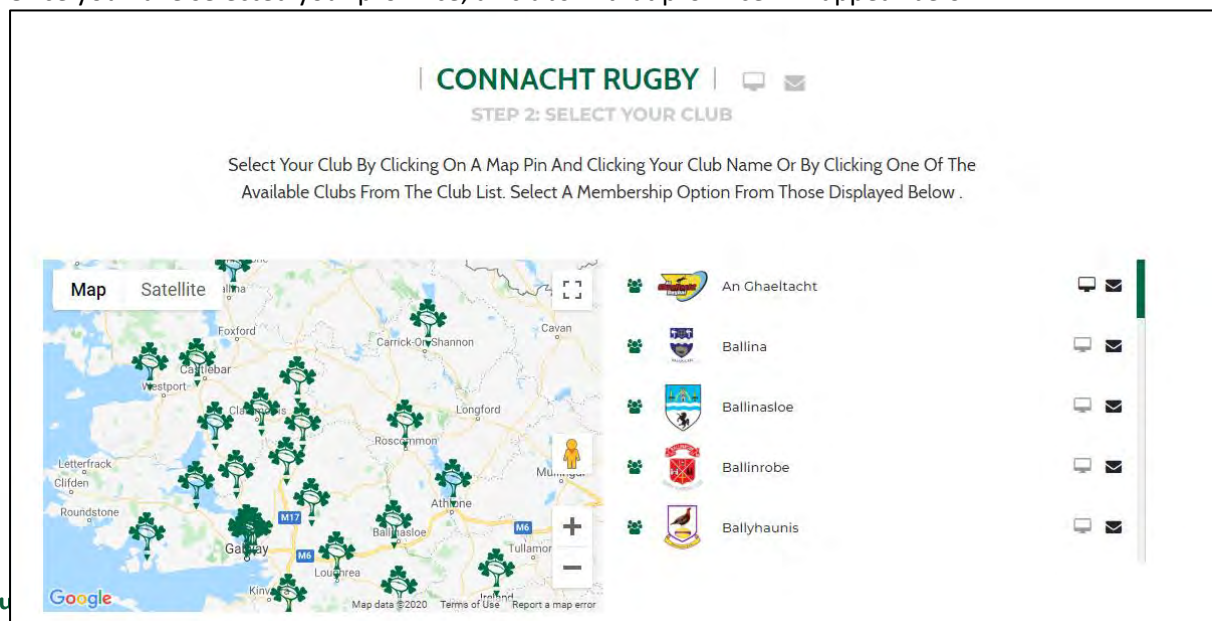 | CONNACHT RUGBY |
STEP 2: SELECT YOUR CLUB
Select Your Club By Clicking On A Map Pin And Clicking Your Club Name Or By Clicking One Of The
Available Clubs From The Club List. Select A Membership Option From Those Displayed Below .
Map Satellite
Foxford
Cavan
Carrick-On-Shannon
Westport
Longford
Roscommon
Letterfrack
Clifden
Roundstone
Athlone
M17
Ballinasloe
M6
Galway
M6
Loughrea
Ireland
Google
Map data ©2020 Terms of Use Report a map error
An Ghaeltacht
Ballina
Ballinasloe
Ballinrobe
Ballyhaunis